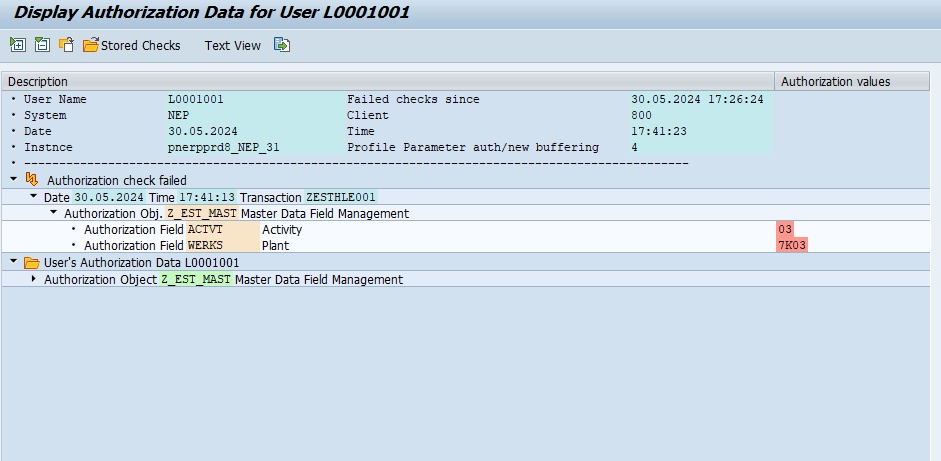 Display Authorization Data for User L0001001
Stored Checks Text View
Description Authorization values
· User Name L0001001 Failed checks since 30.05.2024 17:26:24
· System NEP Client 800
· Date 30.05.2024 Time 17:41:23
· Instnce pnerpprd8_NEP_31 Profile Parameter auth/new buffering 4
· -----------------------------------------------------------------------------------
Authorization check failed
Date 30.05.2024 Time 17:41:13 Transaction ZESTHLE001
Authorization Obj. Z_EST_MAST Master Data Field Management
· Authorization Field ACTVT Activity 03
· Authorization Field WERKS Plant 7K03
User's Authorization Data L0001001
Authorization Object Z_EST_MAST Master Data Field Management